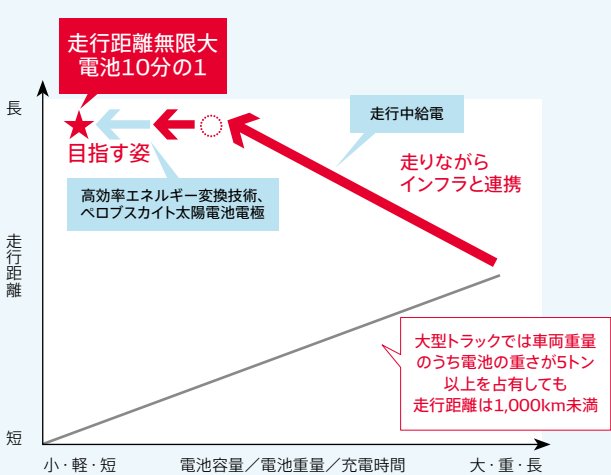 走行距離無限大
電池10分の1
長
走行中給電
目指す姿
走りながら
インフラと連携
高効率エネルギー変換技術、
ペロブスカイト太陽電池電極
走行距離
大型トラックでは車両重量
のうち電池の重さが5トン
以上を占有しても
走行距離は1,000km未満
短
小・軽・短
電池容量／電池重量／充電時間
大・重・長